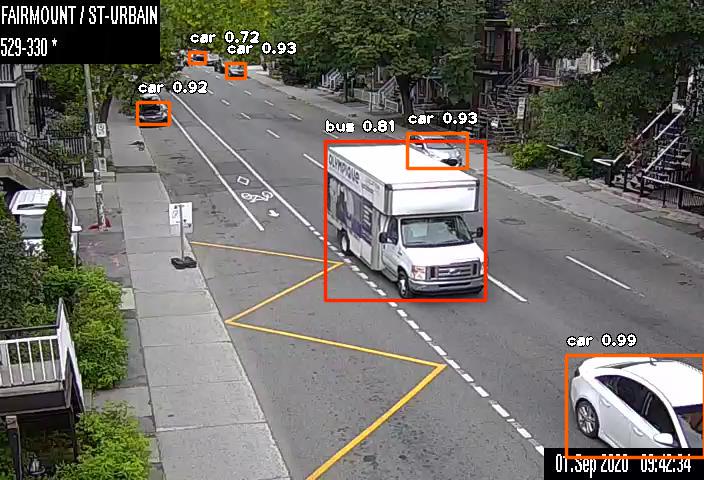 FAIRMOUNT / ST-URBAIN
529-330 *
car 0.72
car 0.93
car 0.92
bus 0.81
car 0.93
OLYMPIQUE
car 0.99
01.Sep 2020 09:42:34